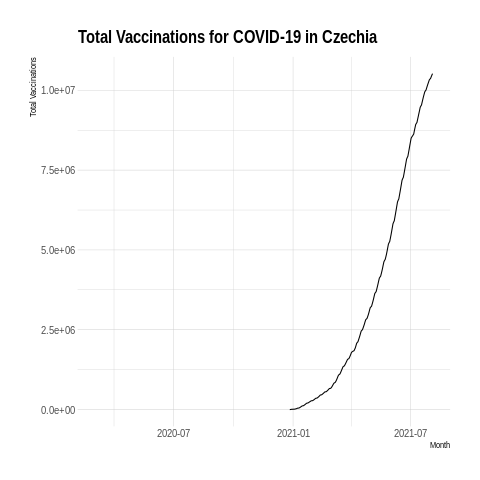 Total Vaccinations for COVID-19 in Czechia
Total Vaccinations
1.0e+07
7.5e+06
5.0e+06
2.5e+06
0.0e+00
2020-07
2021-01
2021-07
Month